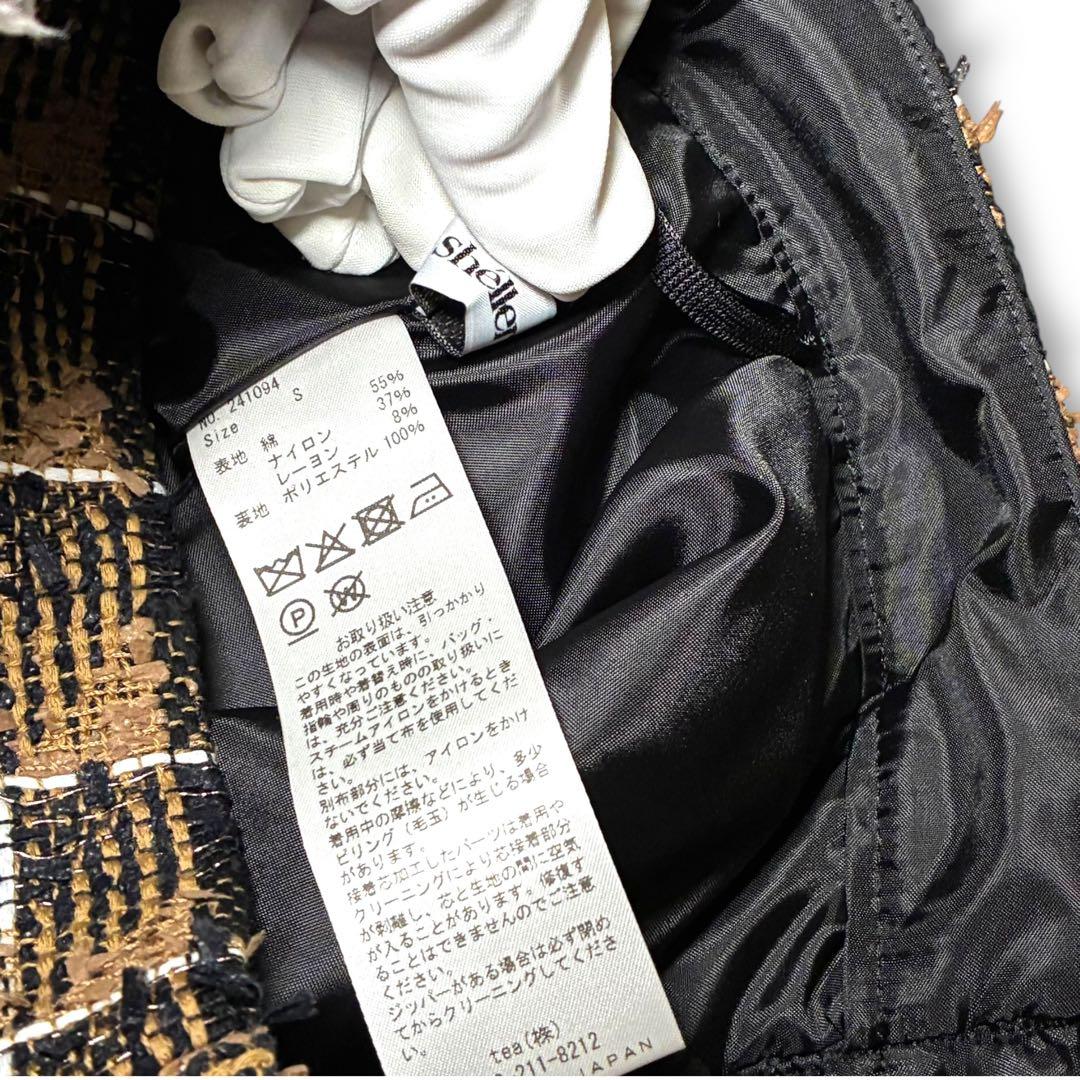 shéller
No. 241094
Size S
表地 綿 55%
ナイロン 37%
レーヨン 8%
裏地 ポリエステル 100%
P W
お取り扱い注意
この生地の表面は、引っかかり
やすくなっています。
着用時や着替え時に、バッグ・
指輪や周りのものの取り扱いに
は、充分ご注意ください。
スチームアイロンをかけるとき
は、必ず当て布を使用してくだ
さい。
別布部分には、アイロンをかけ
ないでください。
着用中の摩擦などにより、多少
ピリング(毛玉)が生じる場合
があります。
接着芯加工したパーツは着用や
クリーニングにより芯接着部分
が剥離し、芯と生地の間に空気
が入ることがあります。修復す
ることはできませんのでご注意
ください。
ジッパーがある場合は必ず閉め
てからクリーニングしてくださ
い。
tea(株)
-211-8212
JAPAN